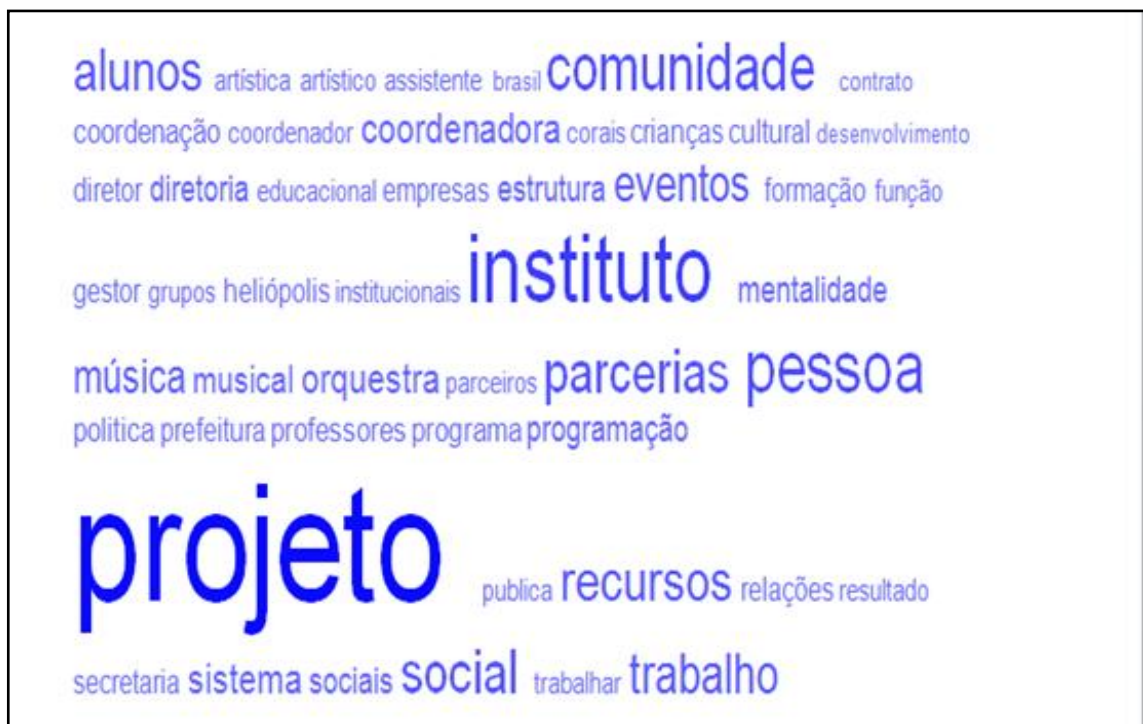 alunos artística artístico assistente brasil comunidade contrato
coordenação coordenador coordenadora corais crianças cultural desenvolvimento
diretor diretoria educacional empresas estrutura eventos formação função
gestor grupos heliópolis institucionais instituto mentalidade
música musical orquestra parceiros parcerias pessoa
politica prefeitura professores programa programação
projeto publica recursos relações resultado
secretaria sistema sociais social trabalhar trabalho